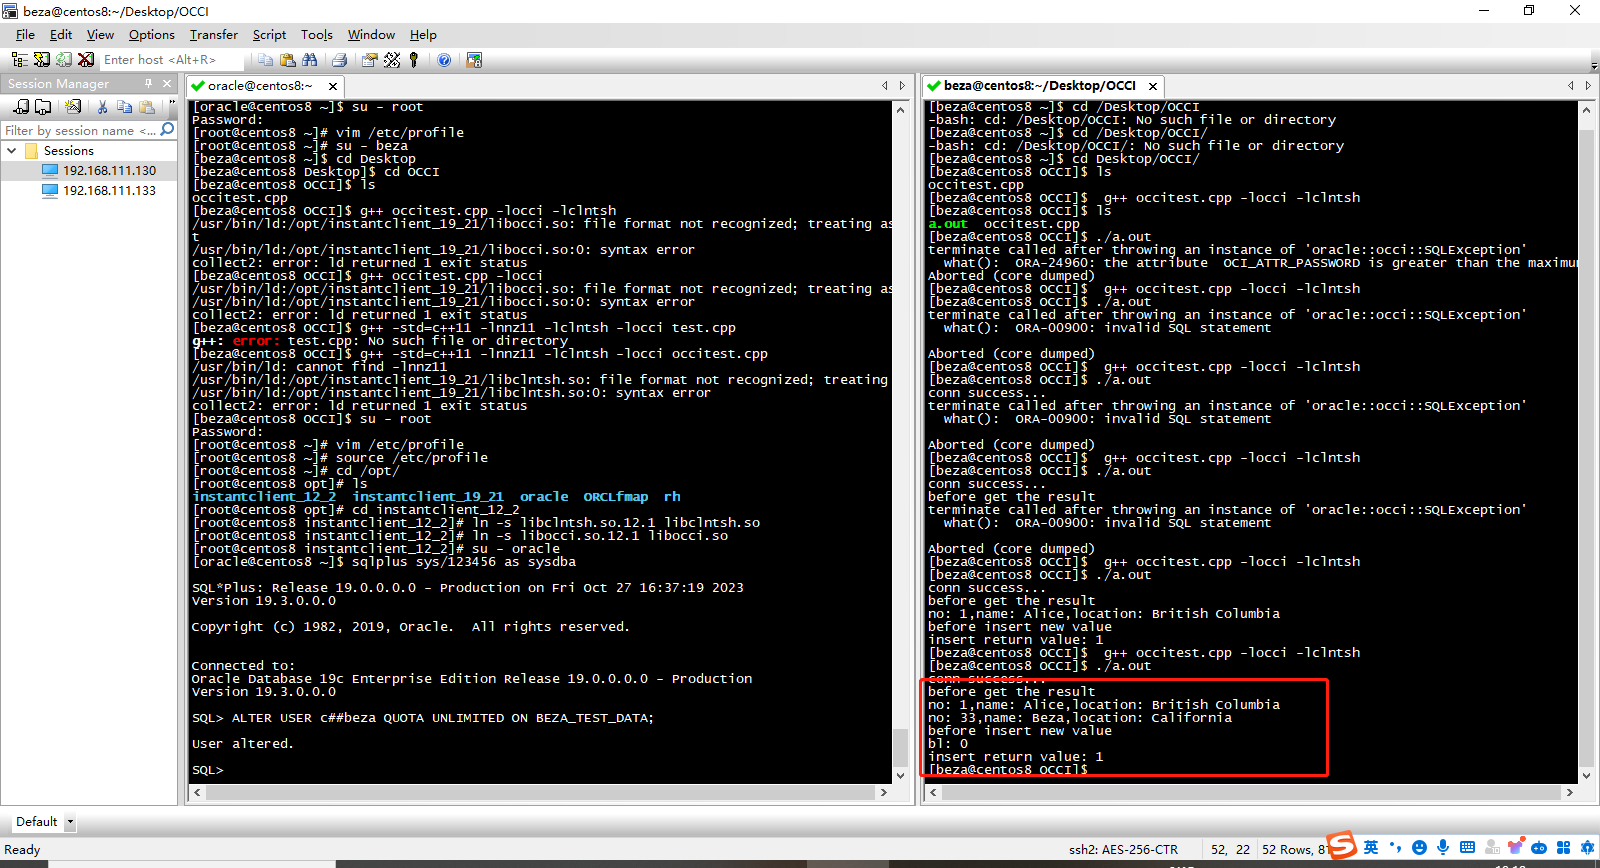 beza@centos8:~/Desktop/OCCI
File Edit View Options Transfer Script Tools Window Help
Enter host <Alt+R>
Session Manager
Filter by session name <...
Sessions
192.168.111.130
192.168.111.133
oracle@centos8:~
[oracle@centos8 ~]$ su - root
Password:
[root@centos8 ~]# vim /etc/profile
[root@centos8 ~]# su - beza
[beza@centos8 ~]$ cd Desktop
[beza@centos8 Desktop]$ cd OCCI
[beza@centos8 OCCI]$ ls
occitest.cpp
[beza@centos8 OCCI]$ g++ occitest.cpp -locci -lclntsh
/usr/bin/ld:/opt/instantclient_19_21/libocci.so: file format not recognized; treating as
t
/usr/bin/ld:/opt/instantclient_19_21/libocci.so:0: syntax error
collect2: error: ld returned 1 exit status
[beza@centos8 OCCI]$ g++ occitest.cpp -locci
/usr/bin/ld:/opt/instantclient_19_21/libocci.so: file format not recognized; treating as
/usr/bin/ld:/opt/instantclient_19_21/libocci.so:0: syntax error
collect2: error: ld returned 1 exit status
[beza@centos8 OCCI]$ g++ -std=c++11 -lnnz11 -lclntsh -locci test.cpp
g++: error: test.cpp: No such file or directory
[beza@centos8 OCCI]$ g++ -std=c++11 -lnnz11 -lclntsh -locci occitest.cpp
/usr/bin/ld: cannot find -lnnz11
/usr/bin/ld:/opt/instantclient_19_21/libclntsh.so: file format not recognized; treating
/usr/bin/ld:/opt/instantclient_19_21/libclntsh.so:0: syntax error
collect2: error: ld returned 1 exit status
[beza@centos8 OCCI]$ su - root
Password:
[root@centos8 ~]# vim /etc/profile
[root@centos8 ~]# source /etc/profile
[root@centos8 ~]# cd /opt/
[root@centos8 opt]# ls
instantclient_12_2 instantclient_19_21 oracle ORCLfmap rh
[root@centos8 opt]# cd instantclient_12_2
[root@centos8 instantclient_12_2]# ln -s libclntsh.so.12.1 libclntsh.so
[root@centos8 instantclient_12_2]# ln -s libocci.so.12.1 libocci.so
[root@centos8 instantclient_12_2]# su - oracle
[oracle@centos8 ~]$ sqlplus sys/123456 as sysdba
SQL*Plus: Release 19.0.0.0.0 - Production on Fri Oct 27 16:37:19 2023
Version 19.3.0.0.0
Copyright (c) 1982, 2019, Oracle. All rights reserved.
Connected to:
Oracle Database 19c Enterprise Edition Release 19.0.0.0.0 - Production
Version 19.3.0.0.0
SQL> ALTER USER c##beza QUOTA UNLIMITED ON BEZA_TEST_DATA;
User altered.
SQL>
beza@centos8:~/Desktop/OCCI
[beza@centos8 ~]$ cd /Desktop/OCCI
-bash: cd: /Desktop/OCCI: No such file or directory
[beza@centos8 ~]$ cd /Desktop/OCCI/
-bash: cd: /Desktop/OCCI/: No such file or directory
[beza@centos8 ~]$ cd Desktop/OCCI/
[beza@centos8 OCCI]$ ls
occitest.cpp
[beza@centos8 OCCI]$ g++ occitest.cpp -locci -lclntsh
[beza@centos8 OCCI]$ ls
a.out occitest.cpp
[beza@centos8 OCCI]$ ./a.out
terminate called after throwing an instance of 'oracle::occi::SQLException'
what(): ORA-24960: the attribute OCI_ATTR_PASSWORD is greater than the maximum
Aborted (core dumped)
[beza@centos8 OCCI]$ g++ occitest.cpp -locci -lclntsh
[beza@centos8 OCCI]$ ./a.out
terminate called after throwing an instance of 'oracle::occi::SQLException'
what(): ORA-00900: invalid SQL statement
Aborted (core dumped)
[beza@centos8 OCCI]$ g++ occitest.cpp -locci -lclntsh
[beza@centos8 OCCI]$ ./a.out
conn success...
terminate called after throwing an instance of 'oracle::occi::SQLException'
what(): ORA-00900: invalid SQL statement
Aborted (core dumped)
[beza@centos8 OCCI]$ g++ occitest.cpp -locci -lclntsh
[beza@centos8 OCCI]$ ./a.out
conn success...
before get the result
terminate called after throwing an instance of 'oracle::occi::SQLException'
what(): ORA-00900: invalid SQL statement
Aborted (core dumped)
[beza@centos8 OCCI]$ g++ occitest.cpp -locci -lclntsh
[beza@centos8 OCCI]$ ./a.out
conn success...
before get the result
no: 1,name: Alice,location: British Columbia
before insert new value
insert return value: 1
[beza@centos8 OCCI]$ g++ occitest.cpp -locci -lclntsh
[beza@centos8 OCCI]$ ./a.out
conn success...
before get the result
no: 1,name: Alice,location: British Columbia
no: 33,name: Beza,location: California
before insert new value
bl: 0
insert return value: 1
[beza@centos8 OCCI]$
Default
Ready
ssh2: AES-256-CTR
52, 22
52 Rows,
英